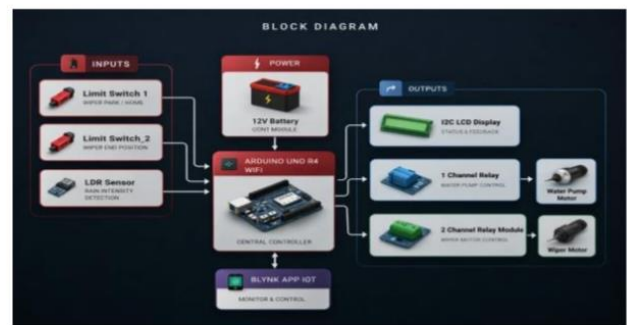 BLOCK DIAGRAM
INPUTS
Limit Switch 1
WIPER PARK / HOME
Limit Switch_2
WIPER END POSITION
LDR Sensor
RAIN INTENSITY
DETECTION
POWER
12V Battery
MODULE
ARDUINO UNO R4
WIFI
CENTRAL CONTROLLER
BLYNK APP IOT
MONITOR & CONTROL
OUTPUTS
I2C LCD Display
STATUS & FEEDBACK
1 Channel Relay
WATER PUMP CONTROL
Water Pump
Motor
2 Channel Relay Module
WIPER MOTOR CONTROL
Wiper Motor